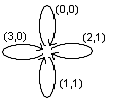 (0,0)
(3,0) (2,1)
(1,1)